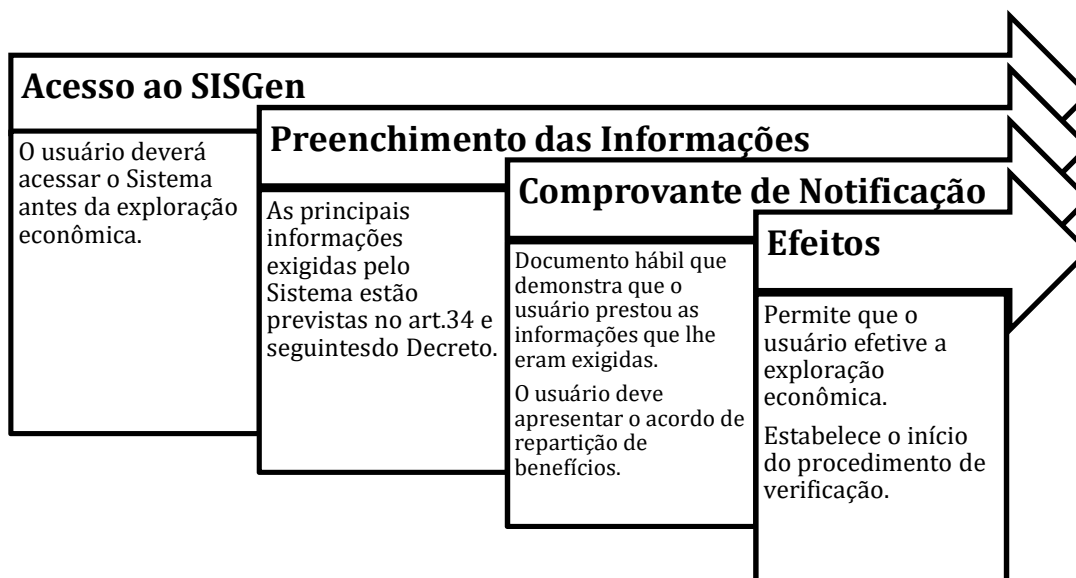 Acesso ao SISGen
O usuário deverá
acessar o Sistema
antes da exploração
econômica.
Preenchimento das Informações
As principais
informações
exigidas pelo
Sistema estão
previstas no art.34 e
seguintesdo Decreto.
Comprovante de Notificação
Documento hábil que
demonstra que o
usuário prestou as
informações que lhe
eram exigidas.
O usuário deve
apresentar o acordo de
repartição de
benefícios.
Efeitos
Permite que o
usuário efetive a
exploração
econômica.
Estabelece o início
do procedimento de
verificação.